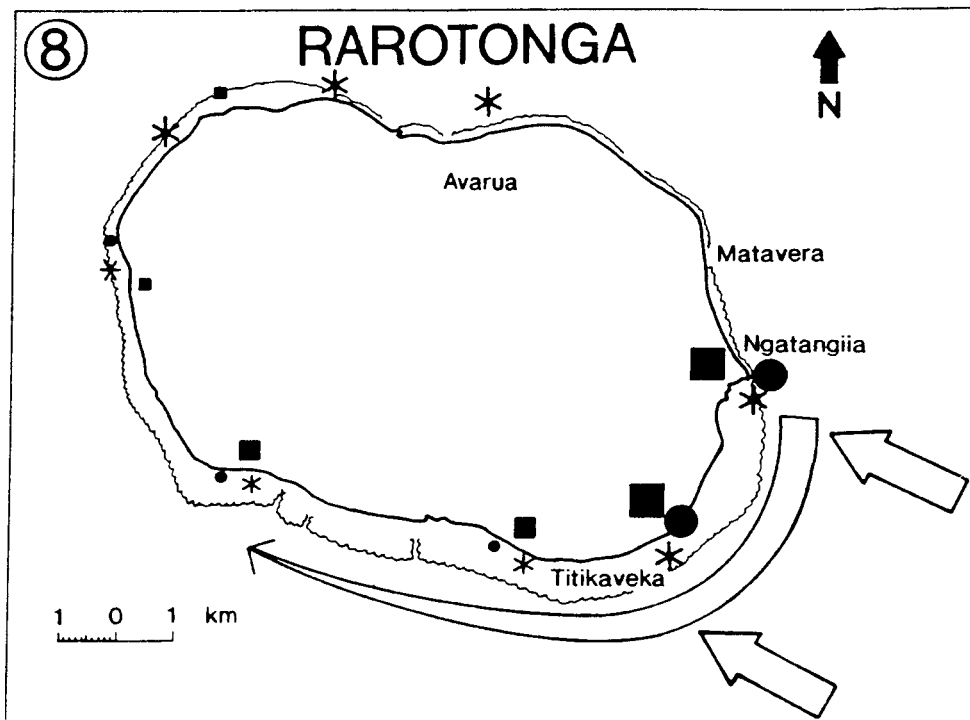 8
RAROTONGA
N
Avarua
Matavera
Ngatangiia
Titikaveka
1 0 1 km